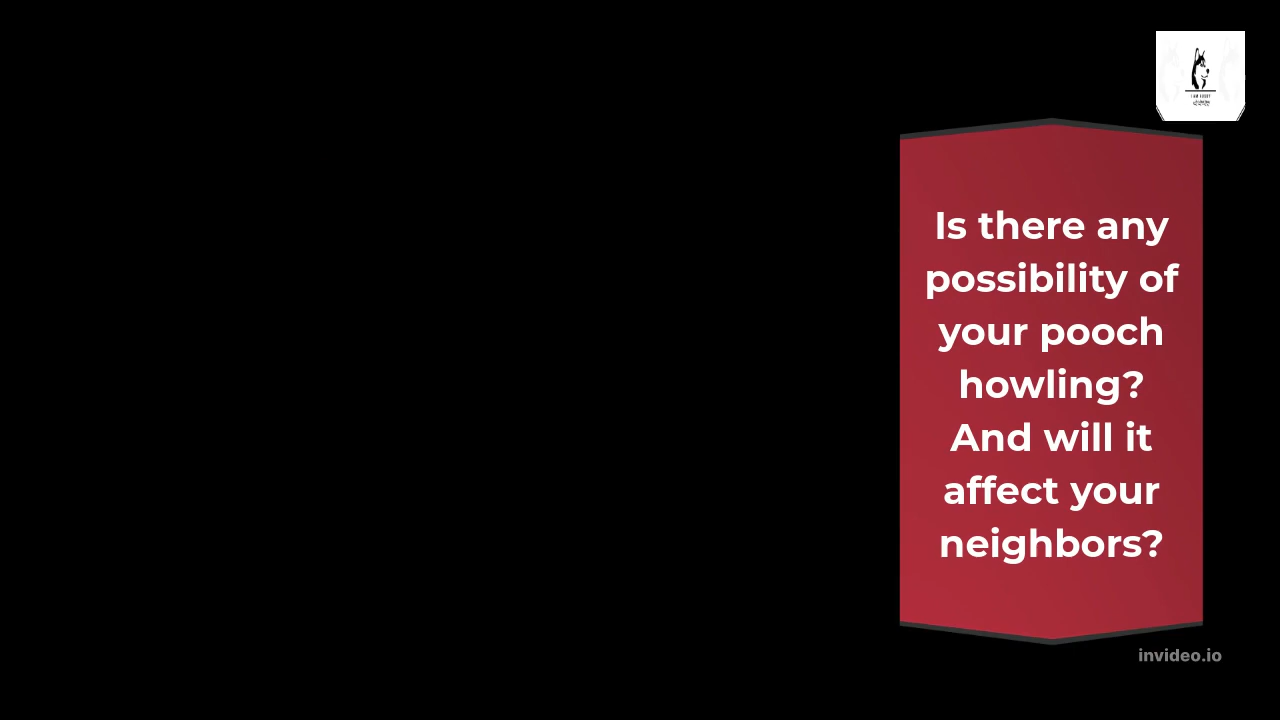 Is there any
possibility of
your pooch
howling?
And will it
affect your
neighbors?
invideo.io